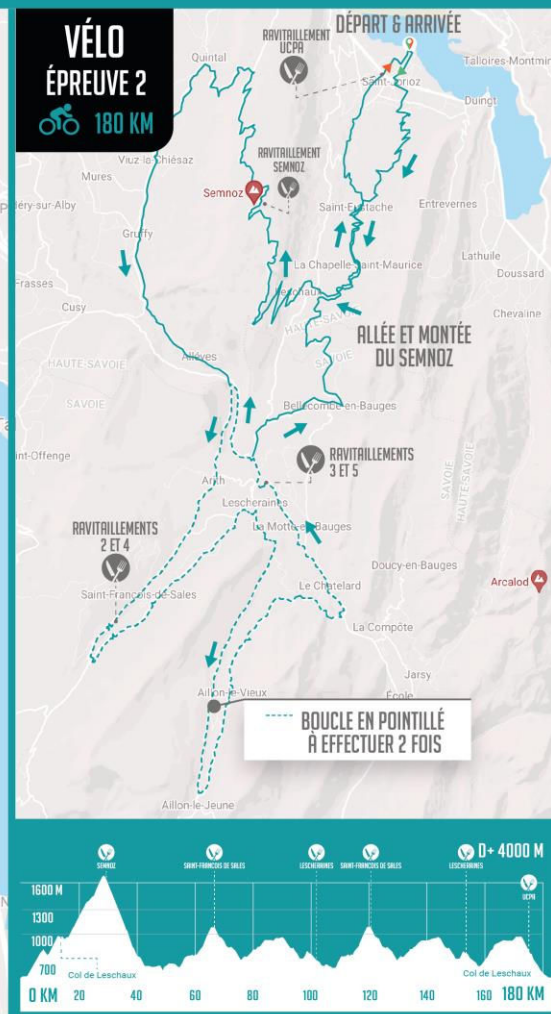 VÉLO
ÉPREUVE 2
180 KM
DÉPART & ARRIVÉE
RAVITAILLEMENT
UCPA
Quintal
Saint-Jorioz
Talloires-Montmin
Duingt
Viuz-la-Chiésaz
Mures
RAVITAILLEMENT
SEMNOZ
Semnoz
Saint-Eustache
Entrevernes
Gruffy
La Chapelle-Saint-Maurice
Lathuile
Doussard
Frasses
Leschaux
Chevaline
Cusy
HAUTE-SAVOIE
SAVOIE
ALLÉE ET MONTÉE
DU SEMNOZ
Allèves
HAUTE-SAVOIE
SAVOIE
Bellecombe-en-Bauges
int-Offenge
Arith
RAVITAILLEMENTS
3 ET 5
Lescheraines
SAVOIE
HAUTE-SAVOIE
La Motte-en-Bauges
RAVITAILLEMENTS
2 ET 4
Doucy-en-Bauges
Saint-François-de-Sales
Le Châtelard
Arcalod
La Compôte
Jarsy
Aillon-le-Vieux
École
BOUCLE EN POINTILLÉ
À EFFECTUER 2 FOIS
Aillon-le-Jeune
D+ 4000 M
SEMNOZ
SAINT-FRANCOIS DE SALES
LESCHERAINES
SAINT-FRANCOIS DE SALES
LESCHERAINES
UCPA
1600 M
1300
1000
700
Col de Leschaux
Col de Leschaux
0 KM 20 40 60 80 100 120 140 160 180 KM